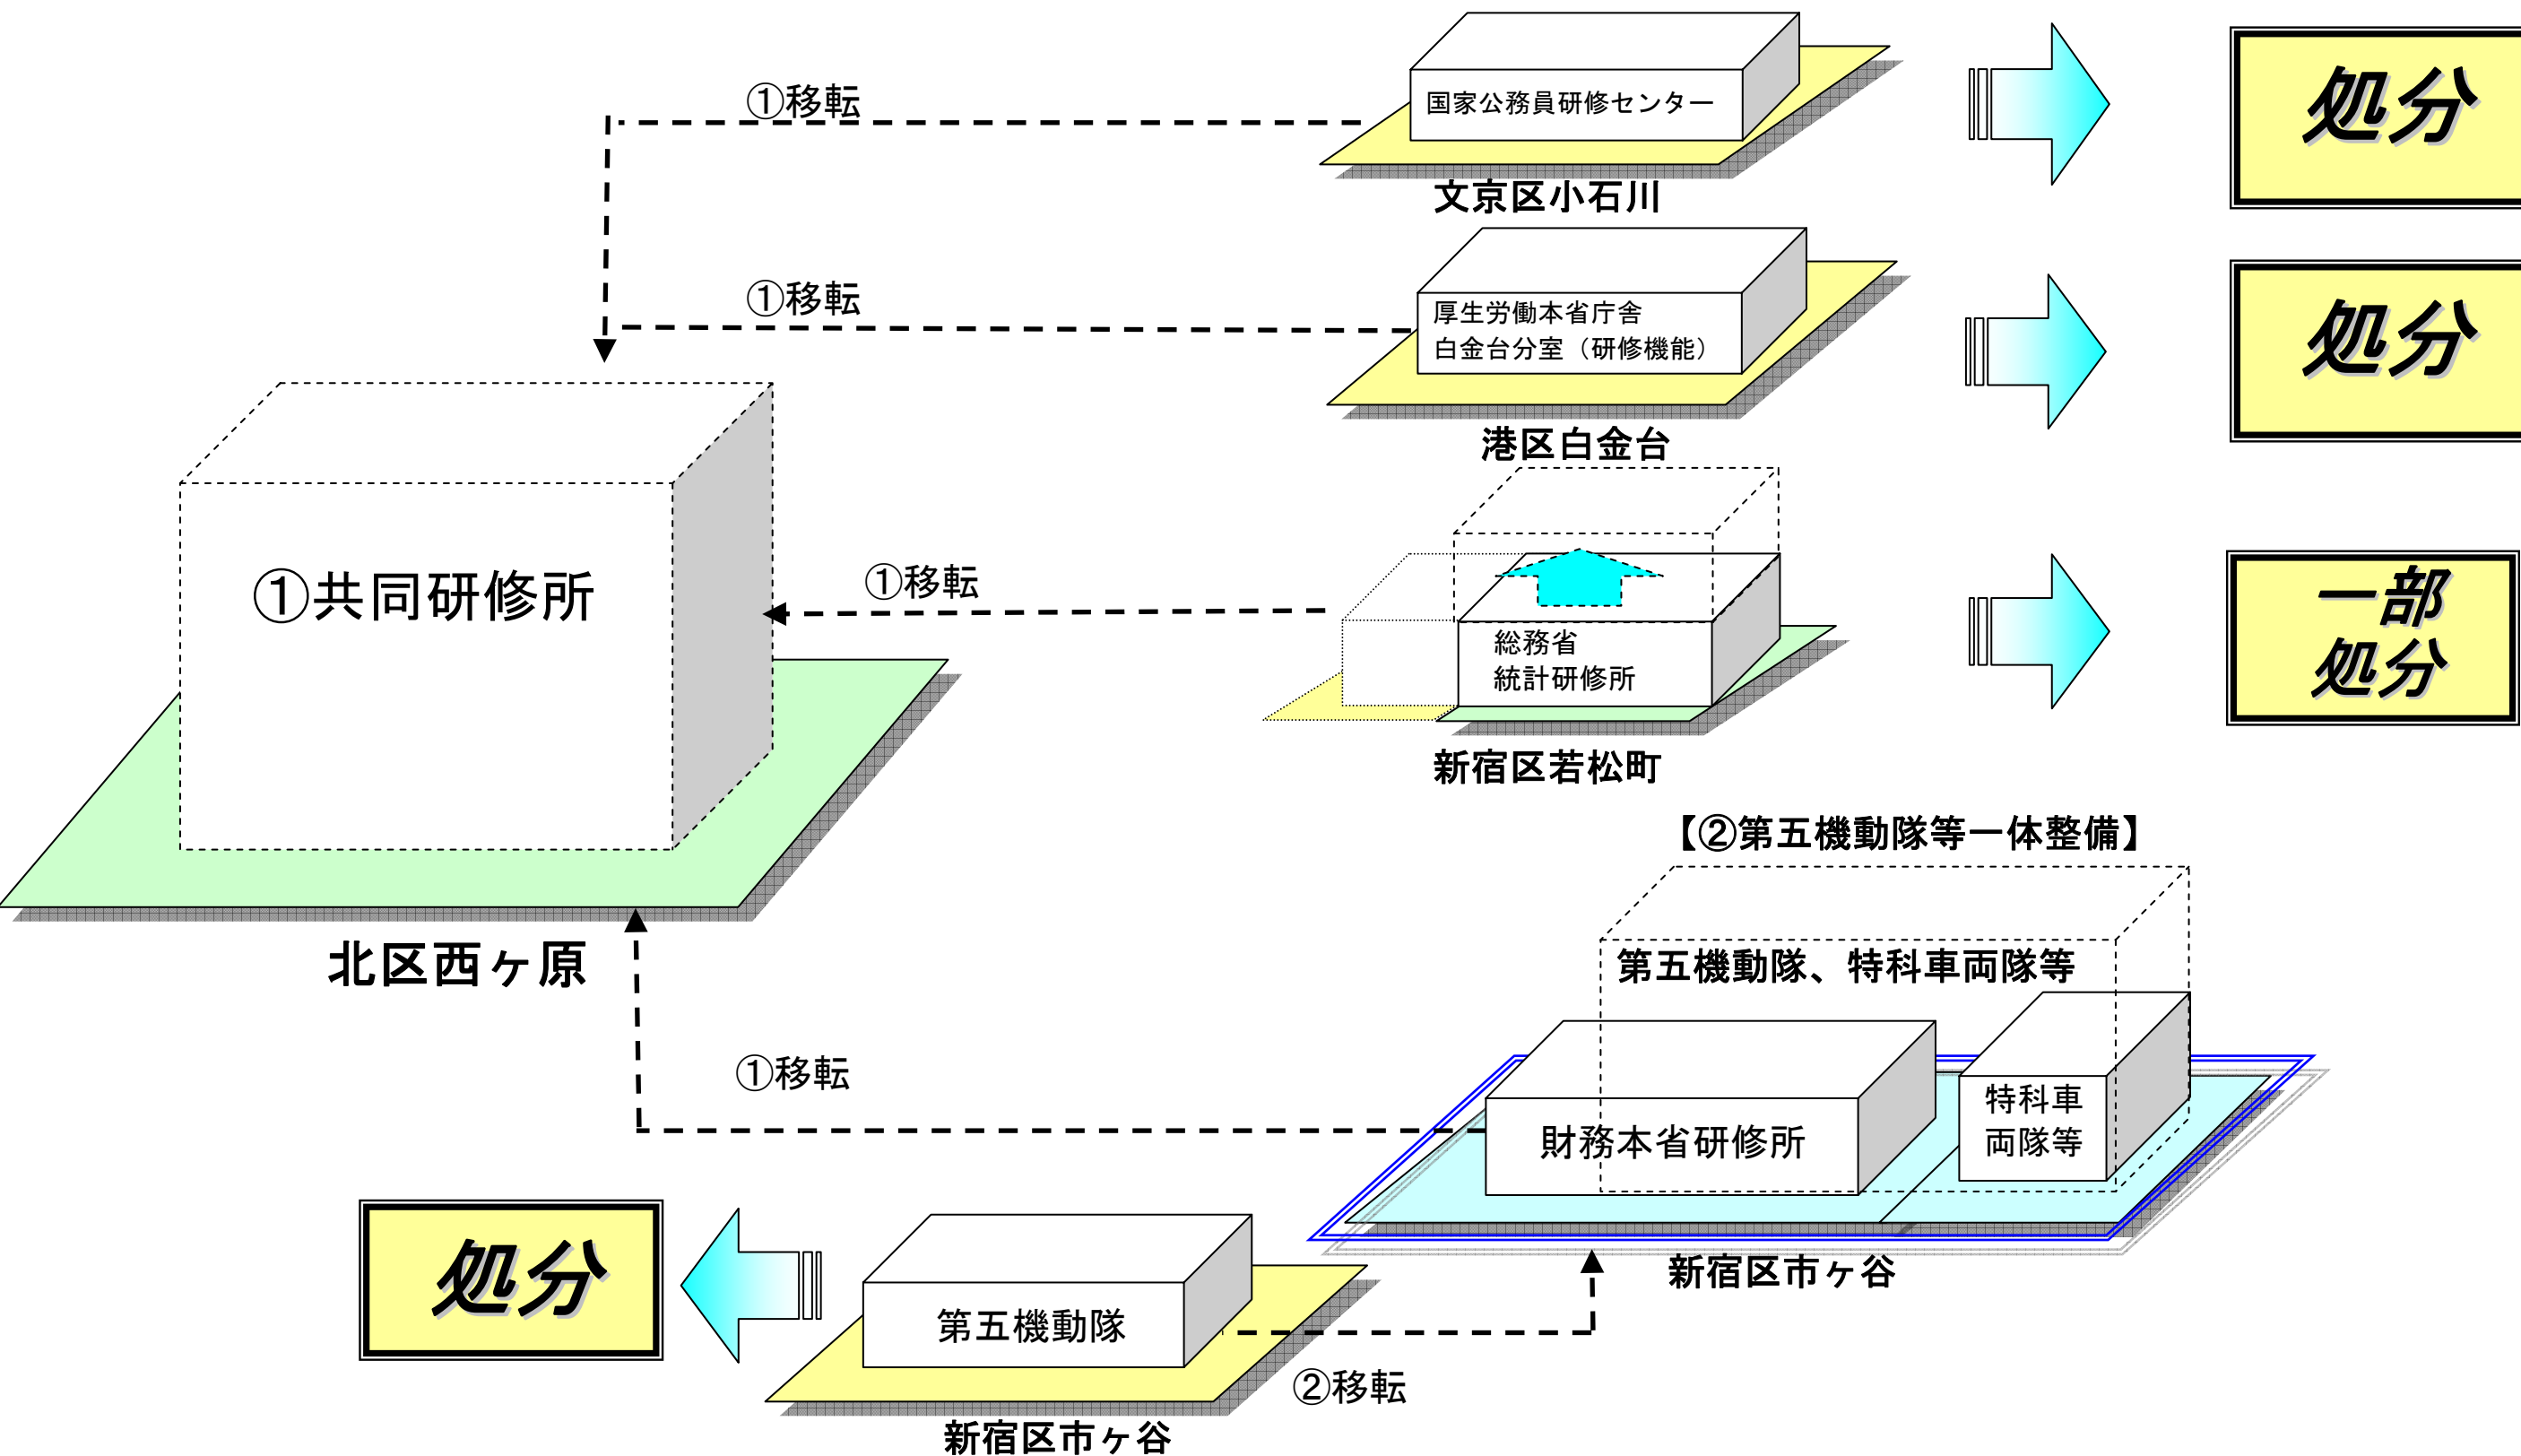 ①移転
国家公務員研修センター
文京区小石川
処分
①移転
厚生労働本省庁舎
白金台分室（研修機能）
港区白金台
処分
①共同研修所
北区西ヶ原
①移転
総務省
統計研修所
新宿区若松町
一部
処分
【②第五機動隊等一体整備】
第五機動隊、特科車両隊等
①移転
財務本省研修所
特科車
両隊等
新宿区市ヶ谷
処分
第五機動隊
②移転
新宿区市ヶ谷